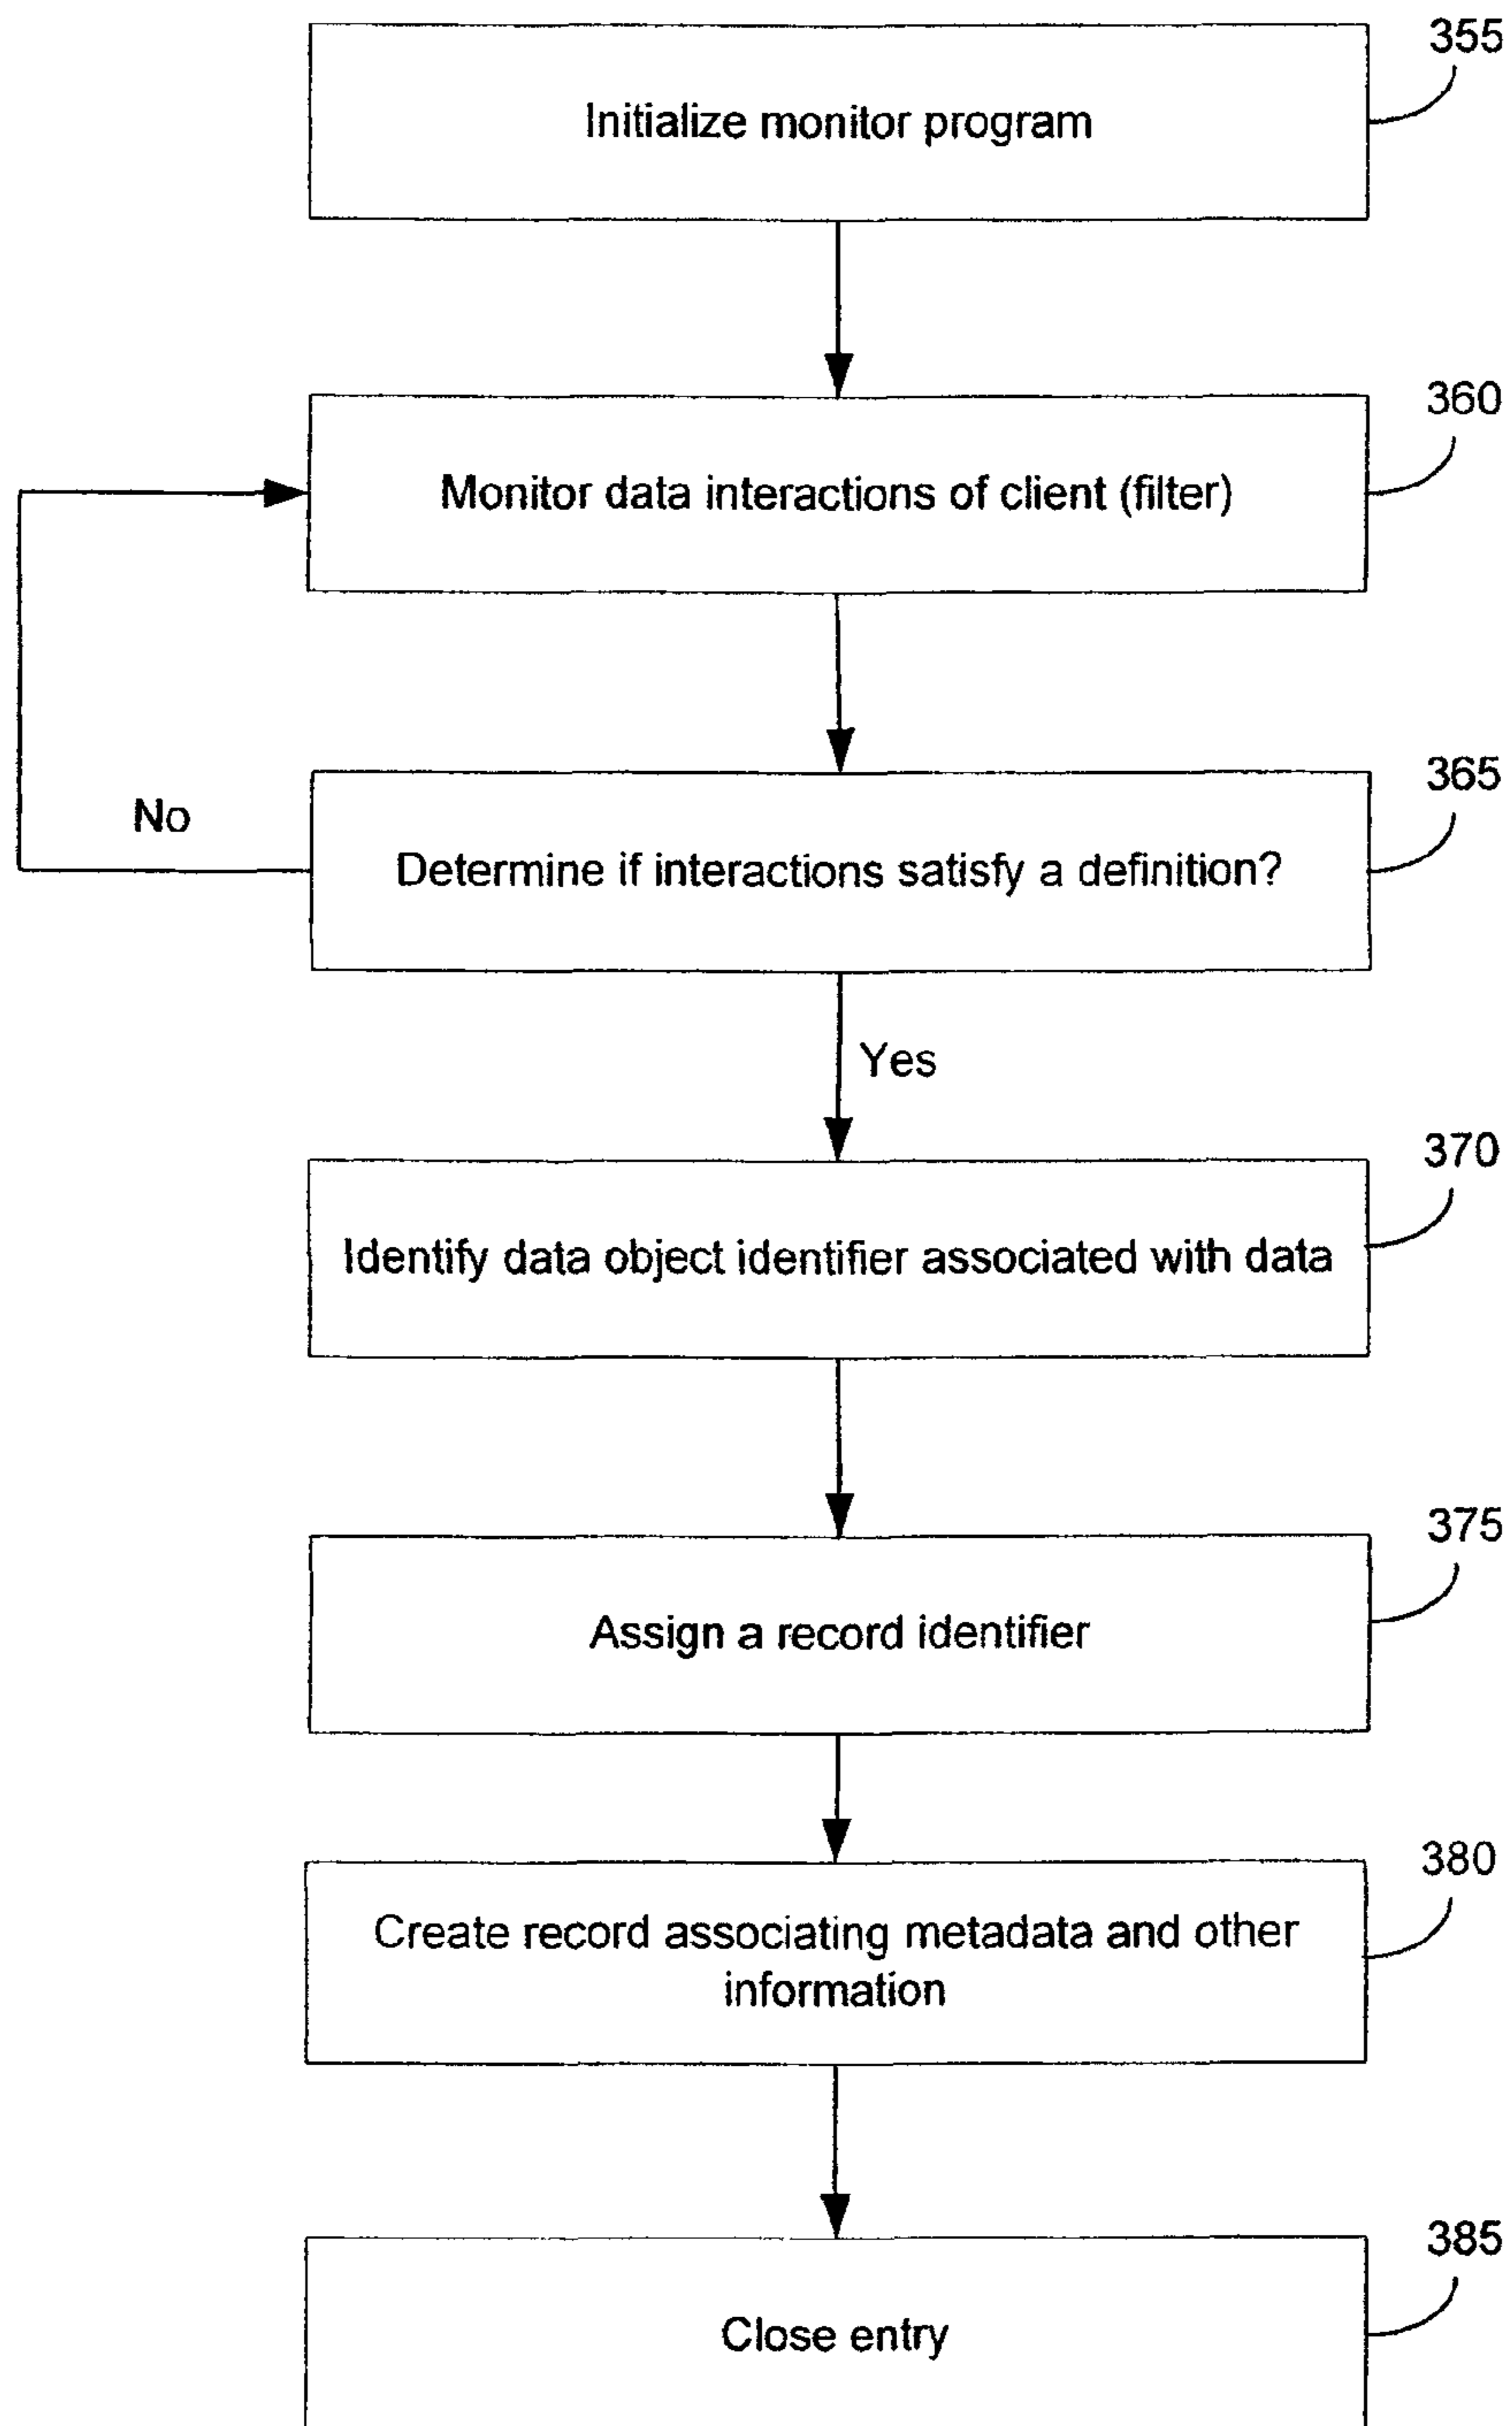 355
Initialize monitor program
360
Monitor data interactions of client (filter)
365
No
Determine if interactions satisfy a definition?
Yes
370
Identify data object identifier associated with data
375
Assign a record identifier
380
Create record associating metadata and other
information
385
Close entry